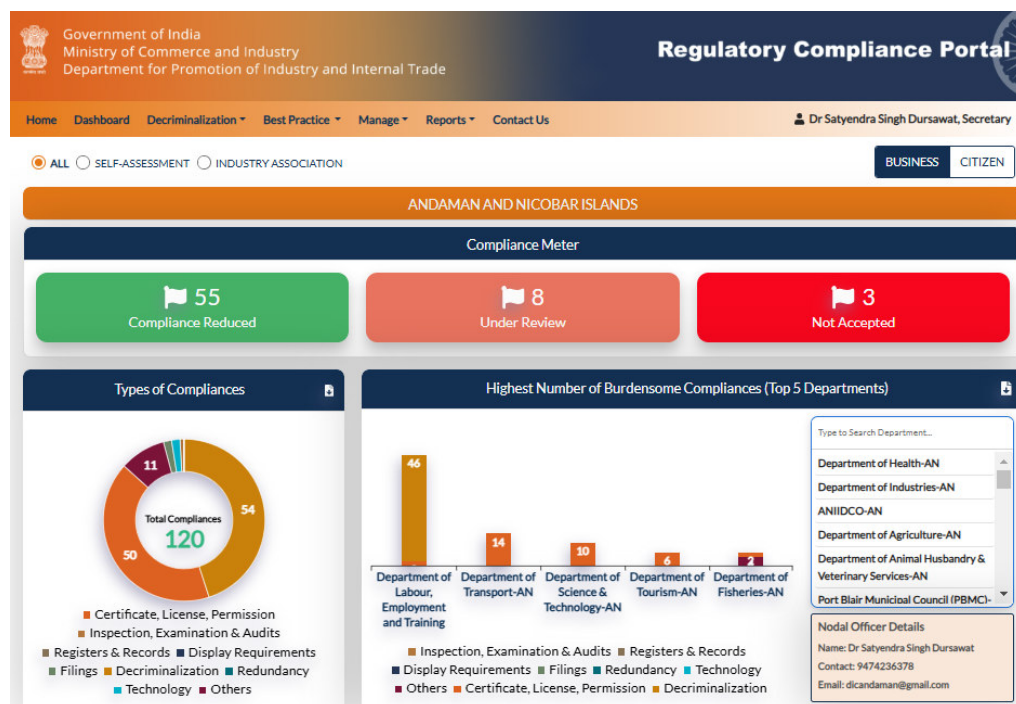 Government of India
Ministry of Commerce and Industry
Department for Promotion of Industry and Internal Trade
Regulatory Compliance Portal
Home Dashboard Decriminalization Best Practice Manage Reports Contact Us
Dr Satyendra Singh Dursawat, Secretary
ALL SELF-ASSESSMENT INDUSTRY ASSOCIATION
BUSINESS CITIZEN
ANDAMAN AND NICOBAR ISLANDS
Compliance Meter
55
Compliance Reduced
8
Under Review
3
Not Accepted
Types of Compliances
11
54
50
Total Compliances
120
Certificate, License, Permission
Inspection, Examination & Audits
Registers & Records Display Requirements
Filings Decriminalization Redundancy
Technology Others
Highest Number of Burdensome Compliances (Top 5 Departments)
46
14
10
6
2
Department of
Labour,
Employment
and Training
Department of
Transport-AN
Department of
Science &
Technology-AN
Department of
Tourism-AN
Department of
Fisheries-AN
Inspection, Examination & Audits Registers & Records
Display Requirements Filings Redundancy Technology
Others Certificate, License, Permission Decriminalization
Type to Search Department...
Department of Health-AN
Department of Industries-AN
ANIIDCO-AN
Department of Agriculture-AN
Department of Animal Husbandry &
Veterinary Services-AN
Port Blair Municipal Council (PBMC)-
Nodal Officer Details
Name: Dr Satyendra Singh Dursawat
Contact: 9474236378
Email: dicandaman@gmail.com